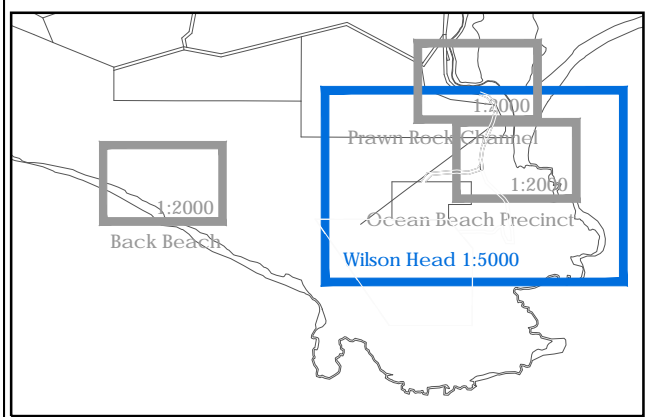 1:2000
Prawn Rock Channel
1:2000
1:2000
Ocean Beach Precinct
Back Beach
Wilson Head 1:5000